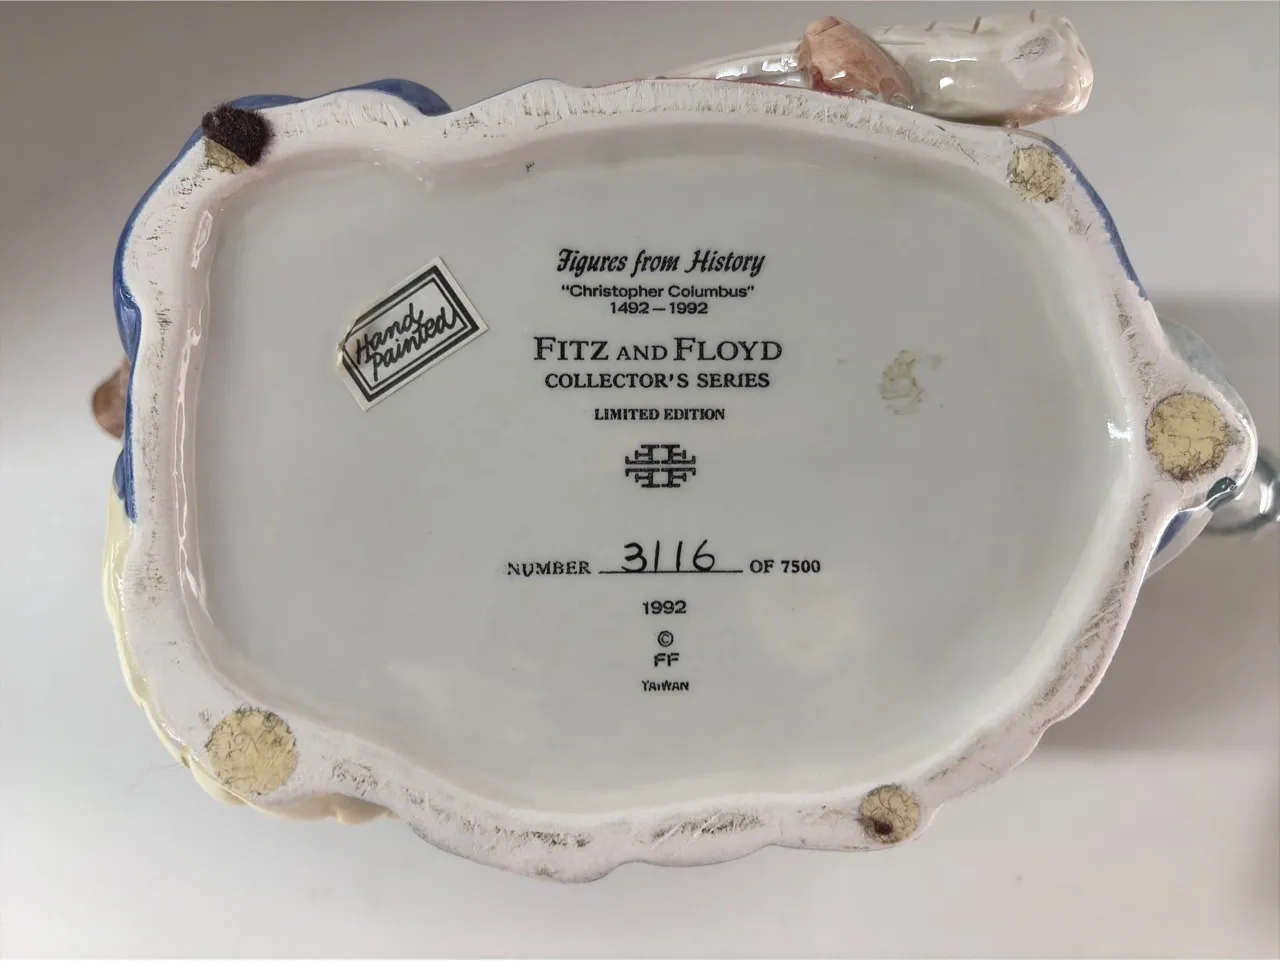 Figures from History
"Christopher Columbus"
1492–1992
FITZ AND FLOYD
COLLECTOR'S SERIES
LIMITED EDITION
Hand
Painted
NUMBER 3116 OF 7500
1992
©
FF
TAIWAN